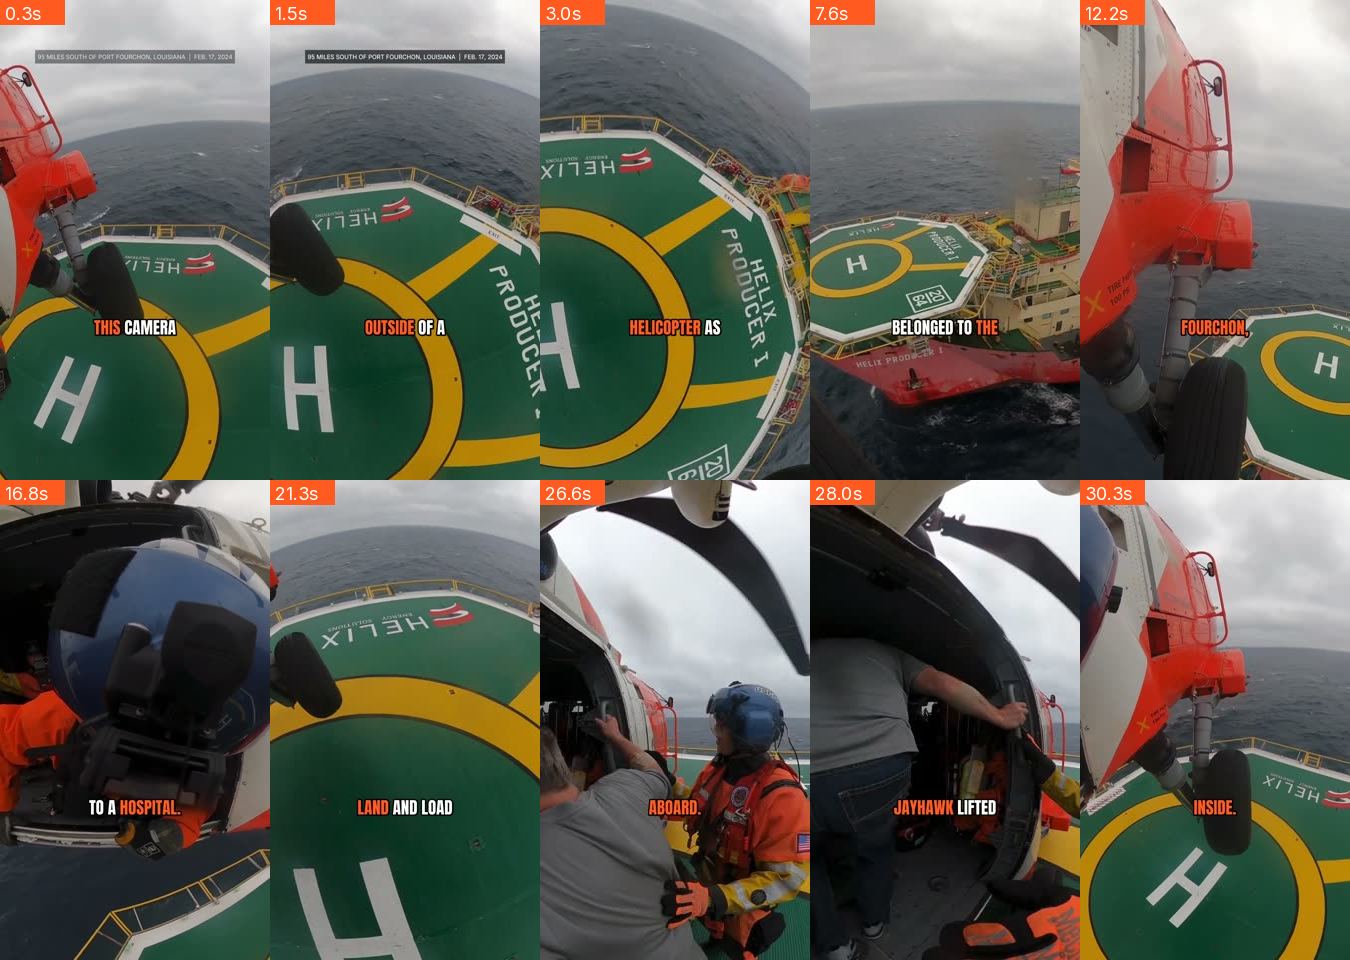 0.3s
95 MILES SOUTH OF PORT FOURCHON, LOUISIANA | FEB. 17, 2024
HELIX
H
THIS CAMERA
1.5s
95 MILES SOUTH OF PORT FOURCHON, LOUISIANA | FEB. 17, 2024
HELIX
ENERGY
SOLUTIONS
EXIT
PRODUCER
H
OUTSIDE OF A
3.0s
HELIX
ENERGY
SOLUTIONS
EXIT
HELIX
PRODUCER I
H
HELICOPTER AS
7.6s
HELIX
PRODUCER I
H
BELONGED TO THE
HELIX PRODUCER I
12.2s
TIRE
100
H
FOURCHON,
16.8s
TO A HOSPITAL.
21.3s
HELIX
ENERGY
SOLUTIONS
LAND AND LOAD
H
26.6s
ABOARD.
28.0s
JAYHAWK LIFTED
30.3s
HELIX
INSIDE.
H